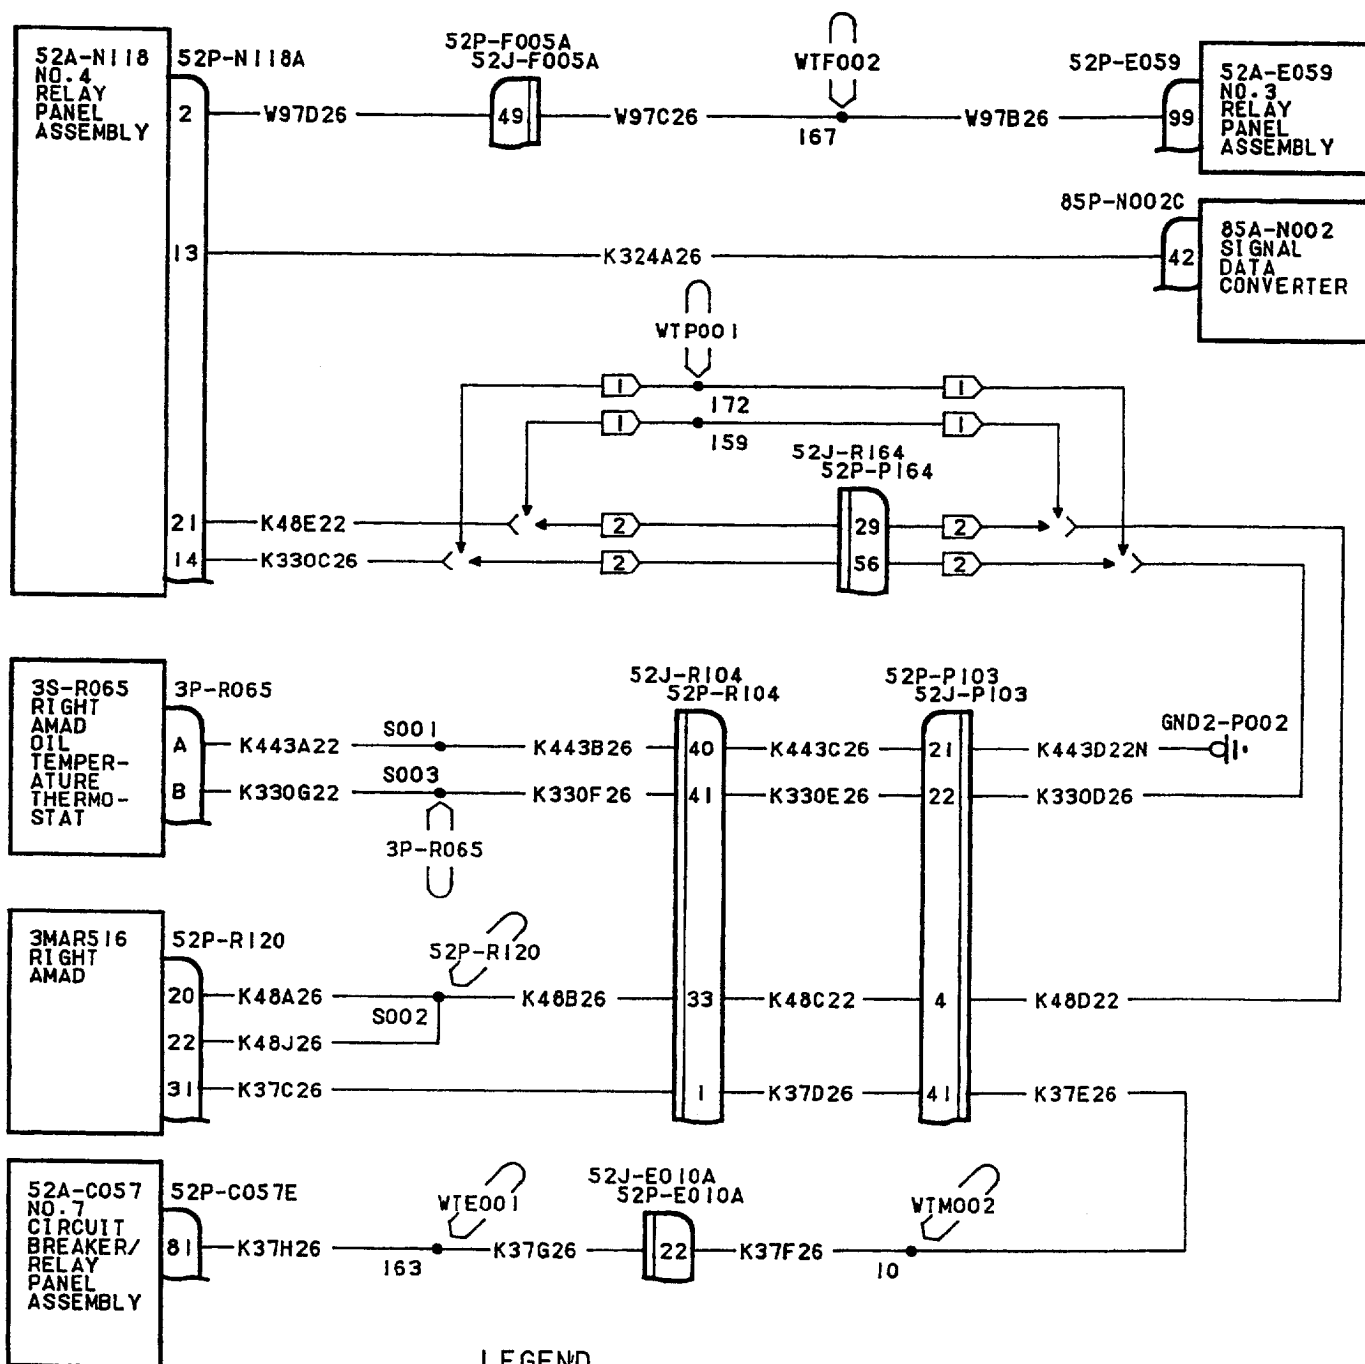 52A-N118
NO.4
RELAY
PANEL
ASSEMBLY
52P-N118A
2
W97D26
52P-F005A
52J-F005A
49
W97C26
WTF002
167
W97B26
52P-E059
99
52A-E059
NO.3
RELAY
PANEL
ASSEMBLY
13
K324A26
85P-N002C
42
85A-N002
SIGNAL
DATA
CONVERTER
WTP001
1
172
1
1
159
1
52J-R164
52P-P164
21
K48E22
2
29
2
14
K330C26
2
56
2
3S-R065
RIGHT
AMAD
OIL
TEMPER-
ATURE
THERMO-
STAT
3P-R065
A
K443A22
S001
K443B26
52J-R104
52P-R104
40
K443C26
52P-P103
52J-P103
21
K443D22N
GND2-P002
B
K330G22
S003
K330F26
41
K330E26
22
K330D26
3P-R065
3MAR516
RIGHT
AMAD
52P-R120
52P-R120
20
K48A26
S002
K48B26
33
K48C22
4
K48D22
22
K48J26
31
K37C26
1
K37D26
41
K37E26
52A-C057
NO.7
CIRCUIT
BREAKER/
RELAY
PANEL
ASSEMBLY
52P-C057E
81
K37H26
WTE001
163
K37G26
52J-E010A
52P-E010A
22
K37F26
WTM002
10
LEGEND